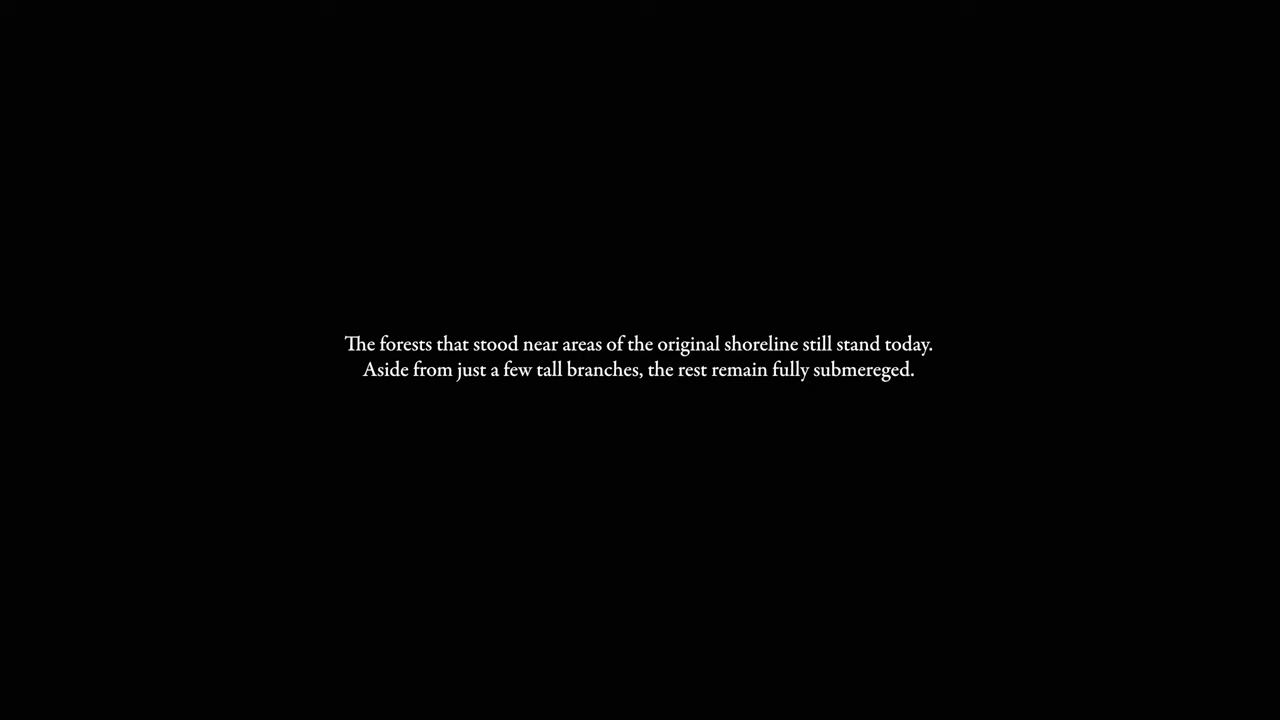 The forests that stood near areas of the original shoreline still stand today.
Aside from just a few tall branches, the rest remain fully submereged.